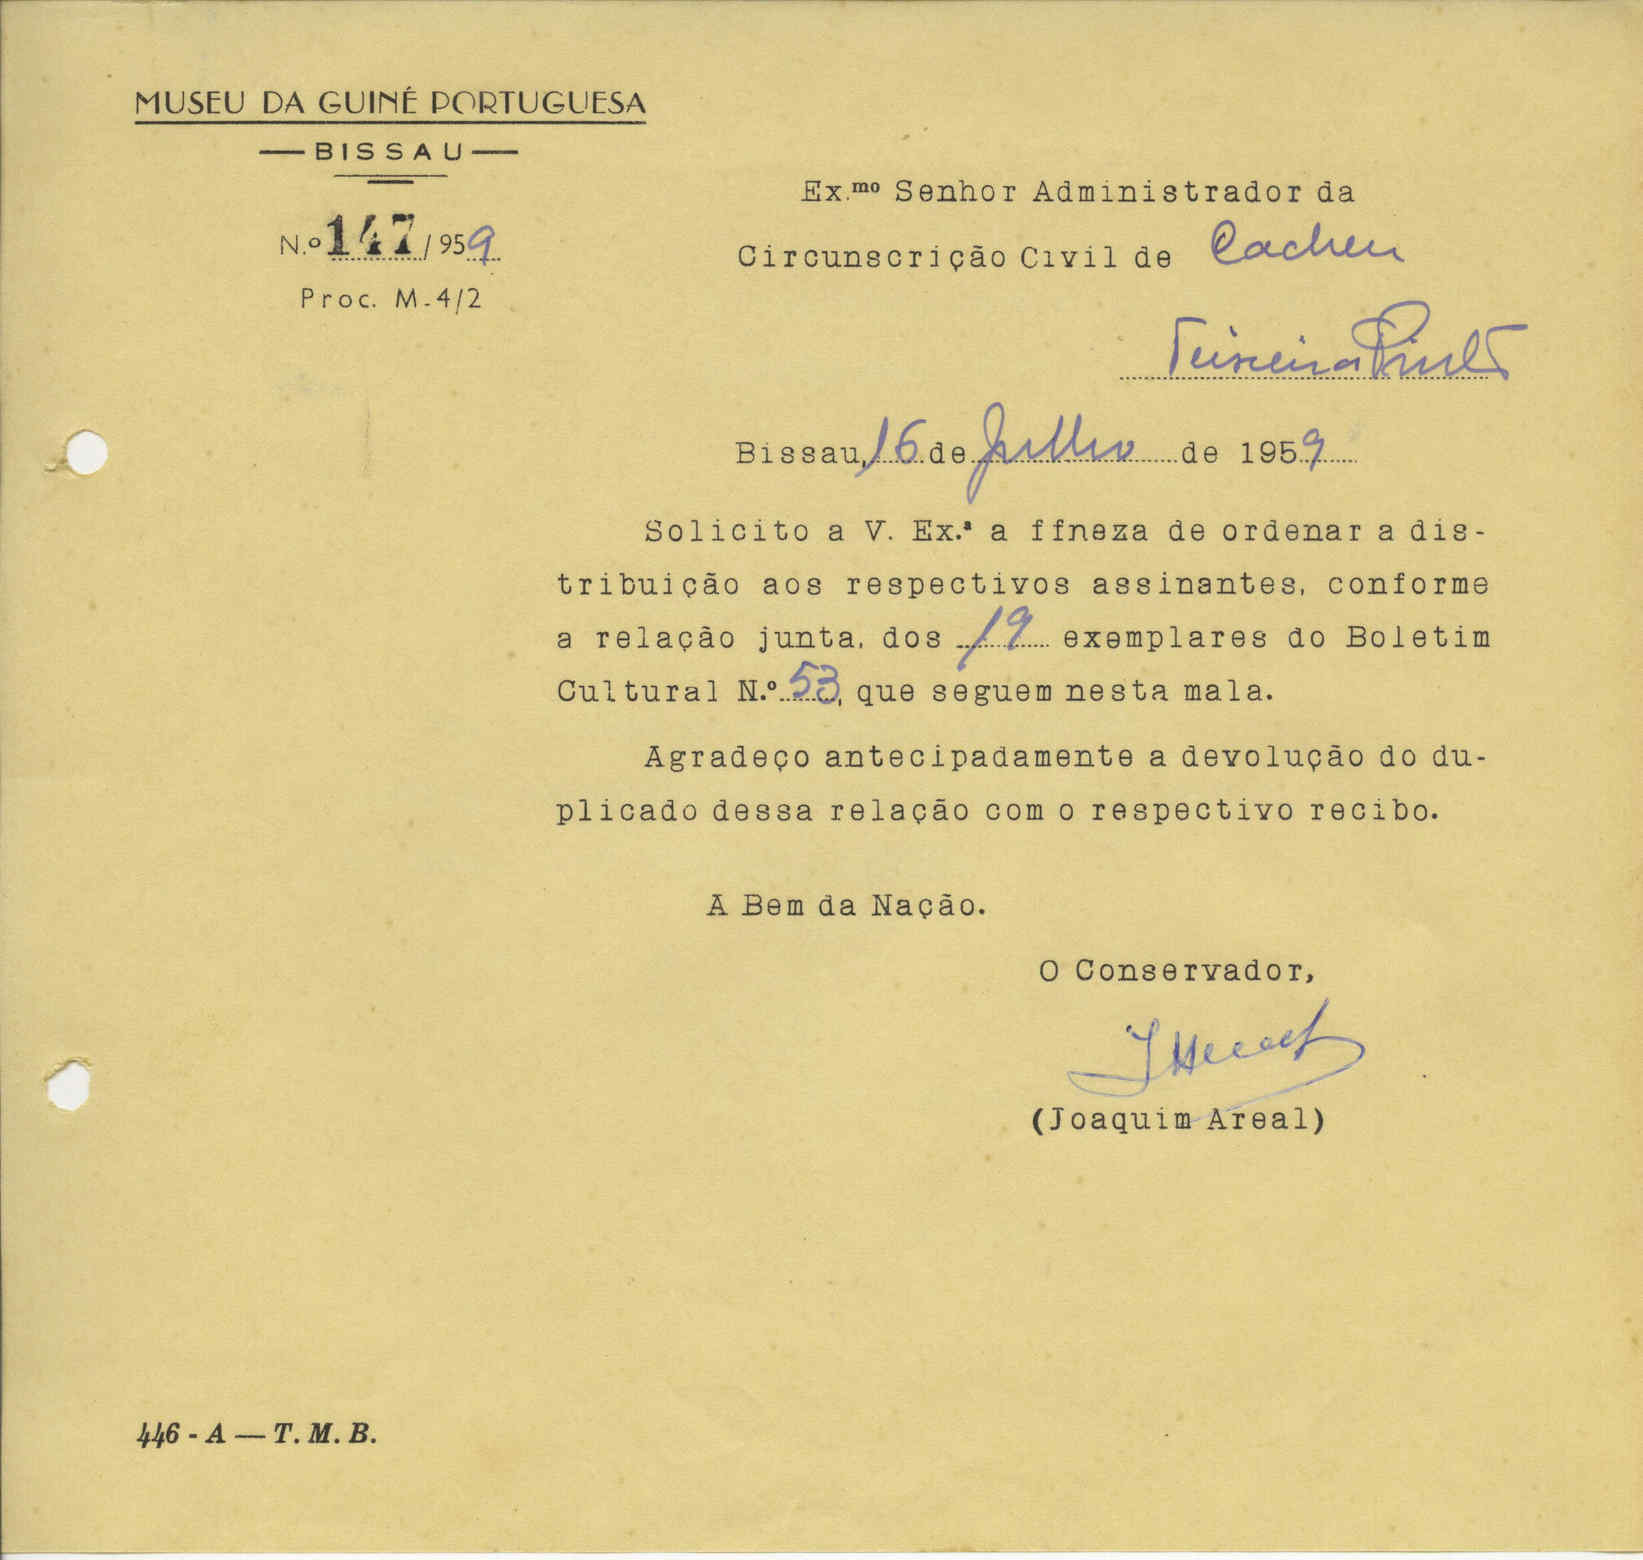 MUSEU DA GUINÉ PORTUGUESA
— BISSAU —
N.º 147 / 959
Proc. M-4/2
Ex.mo Senhor Administrador da
Circunscrição Civil de Cacheu
Teixeira Pinto
Bissau, 16 de Julho de 1959
Solicito a V. Ex.ª a ffneza de ordenar a dis-
tribuição aos respectivos assinantes, conforme
a relação junta, dos 19 exemplares do Boletim
Cultural N.º 53, que seguem nesta mala.
Agradeço antecipadamente a devolução do du-
plicado dessa relação com o respectivo recibo.
A Bem da Nação.
O Conservador,
(Joaquim Areal)
446 - A — T. M. B.